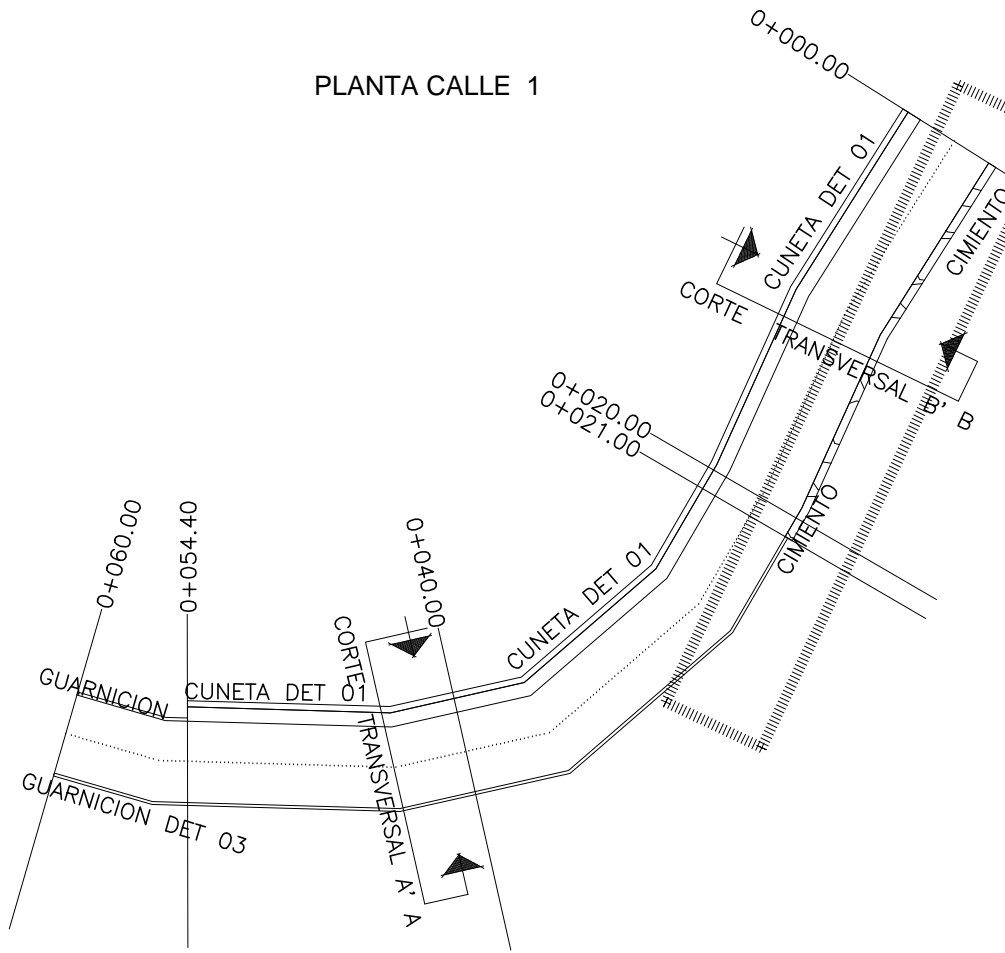 0+000.00
PLANTA CALLE 1
CUNETA DET 01
CIMIENTO
CORTE TRANSVERSAL B' B
0+020.00
0+021.00
CIMIENTO
0+060.00
0+054.40
0+040.00
CUNETA DET 01
CORTE TRANSVERSAL A' A
GUARNICION
CUNETA DET 01
GUARNICION DET 03